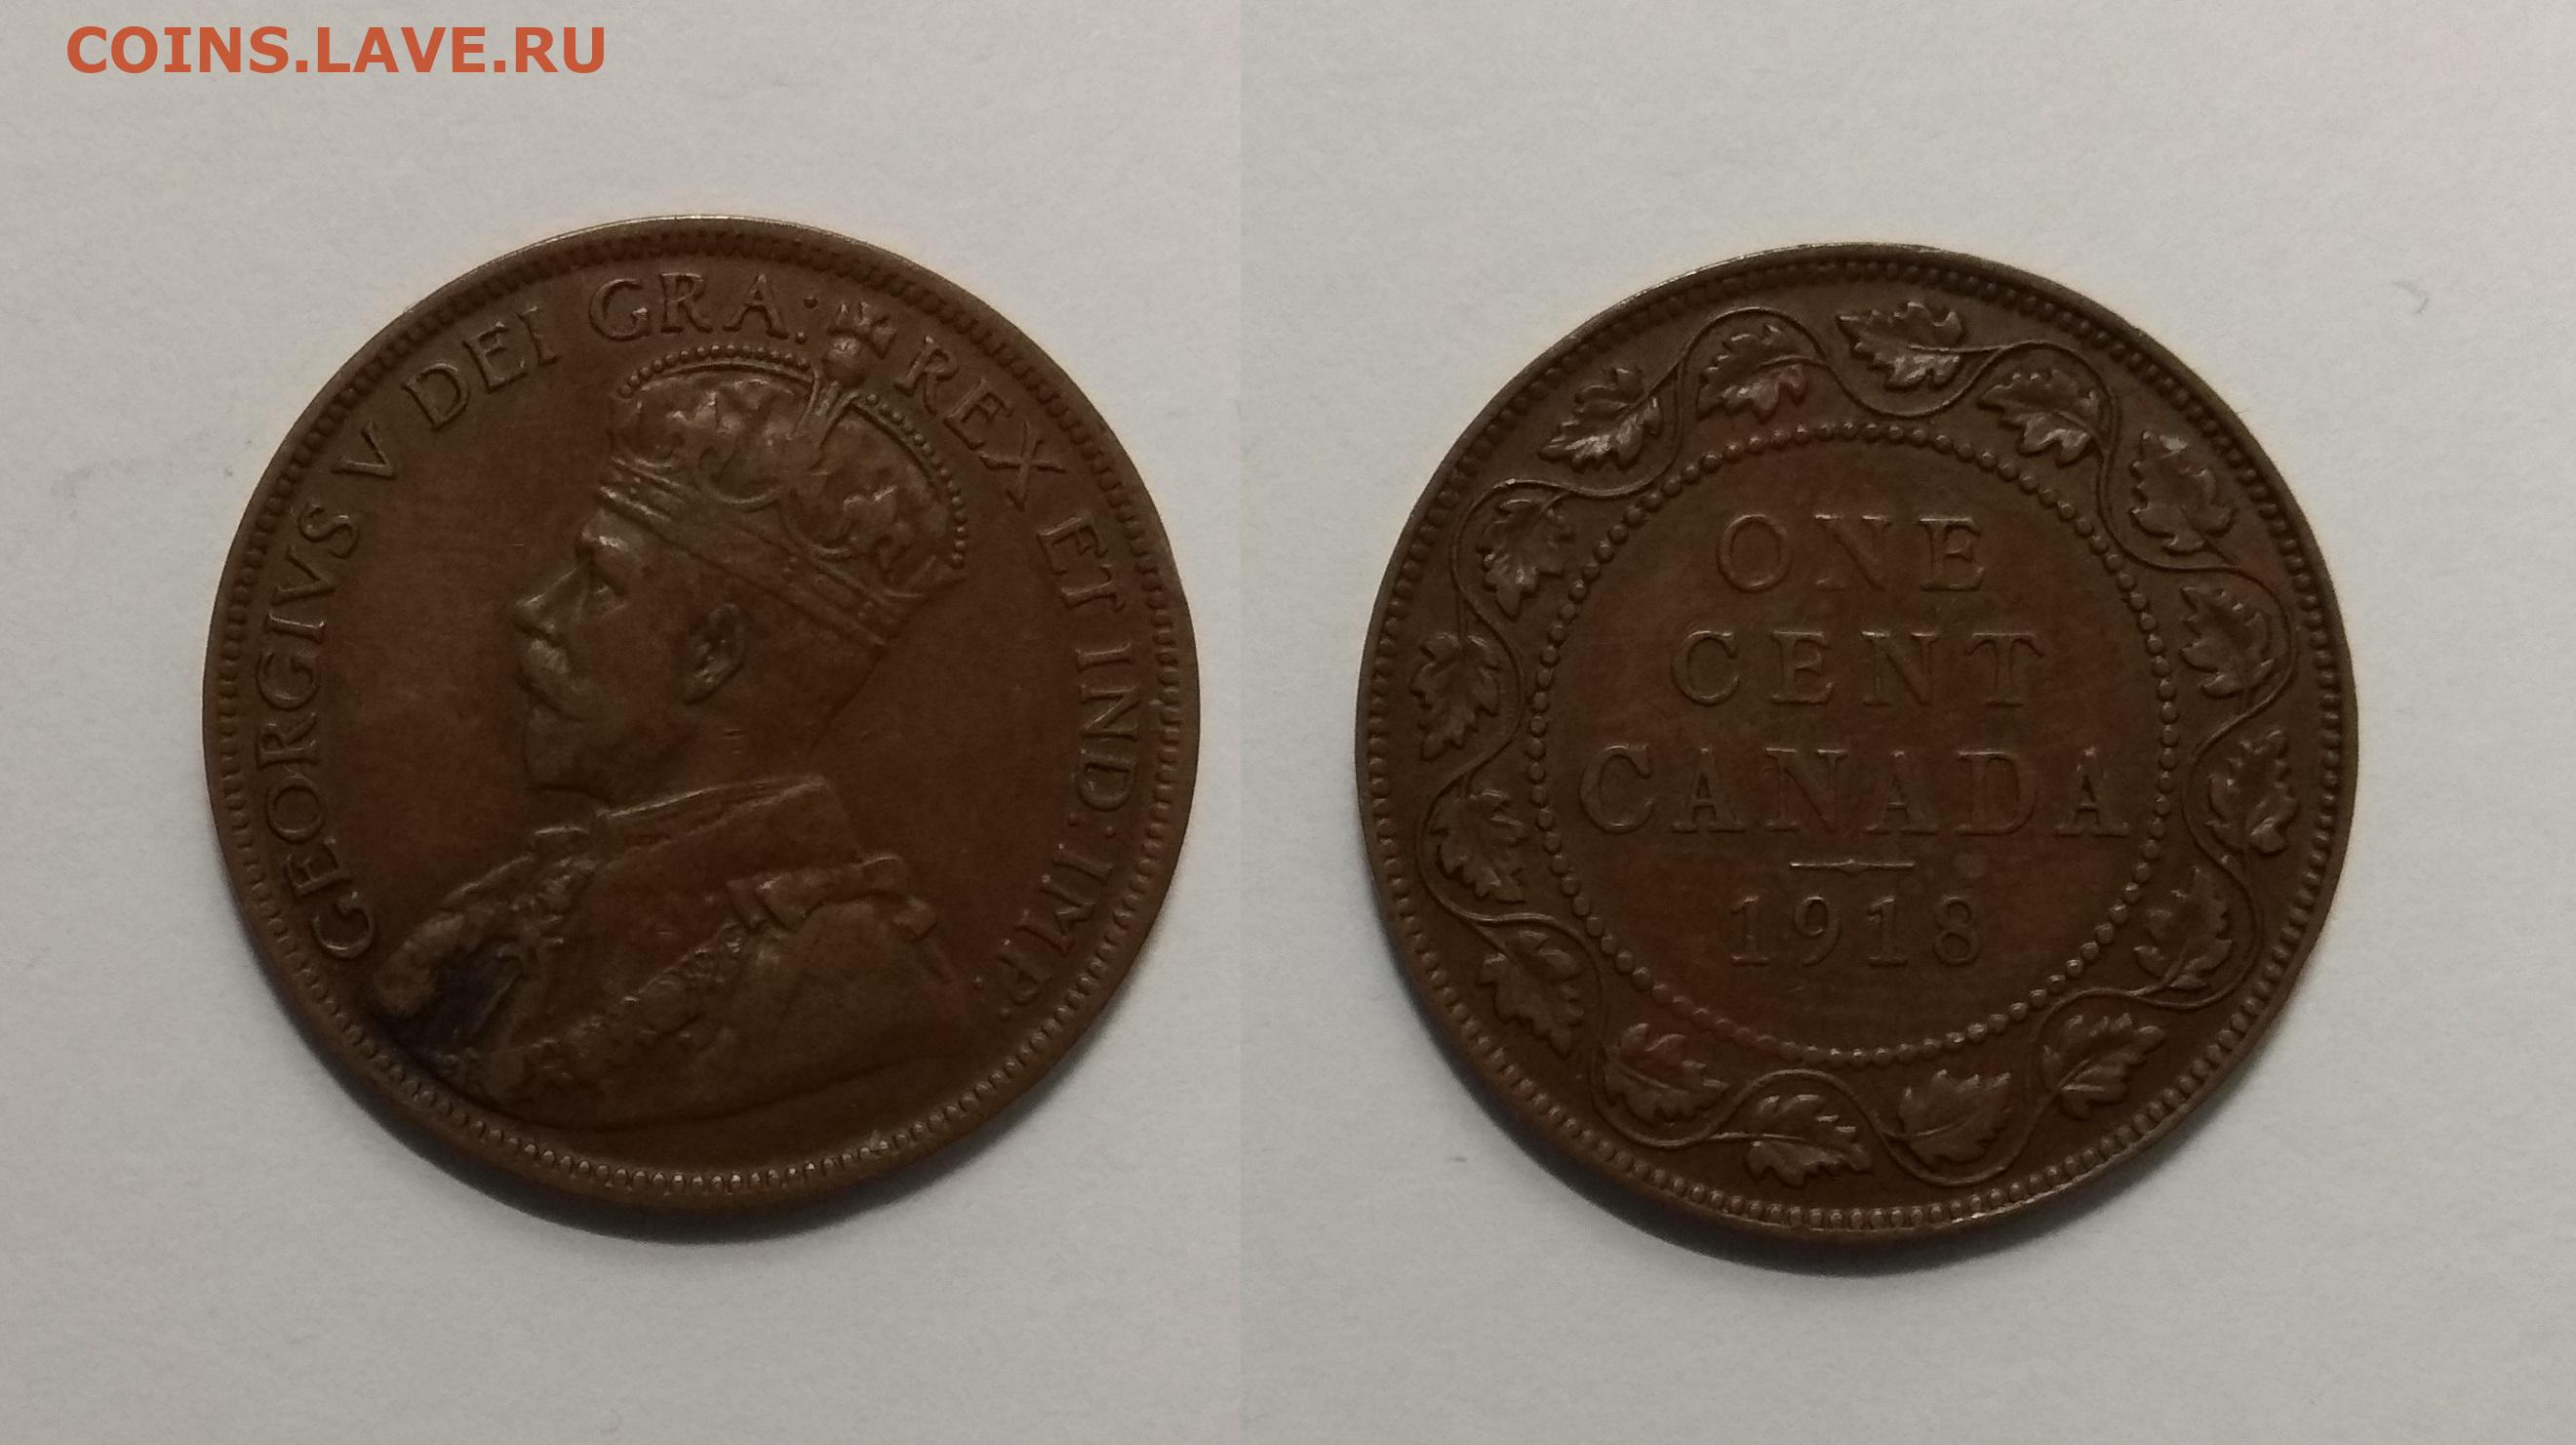 COINS.LAVE.RU
GEORGIVS V DEI GRA: REX ET IND: IMP:
ONE
CENT
CANADA
1918